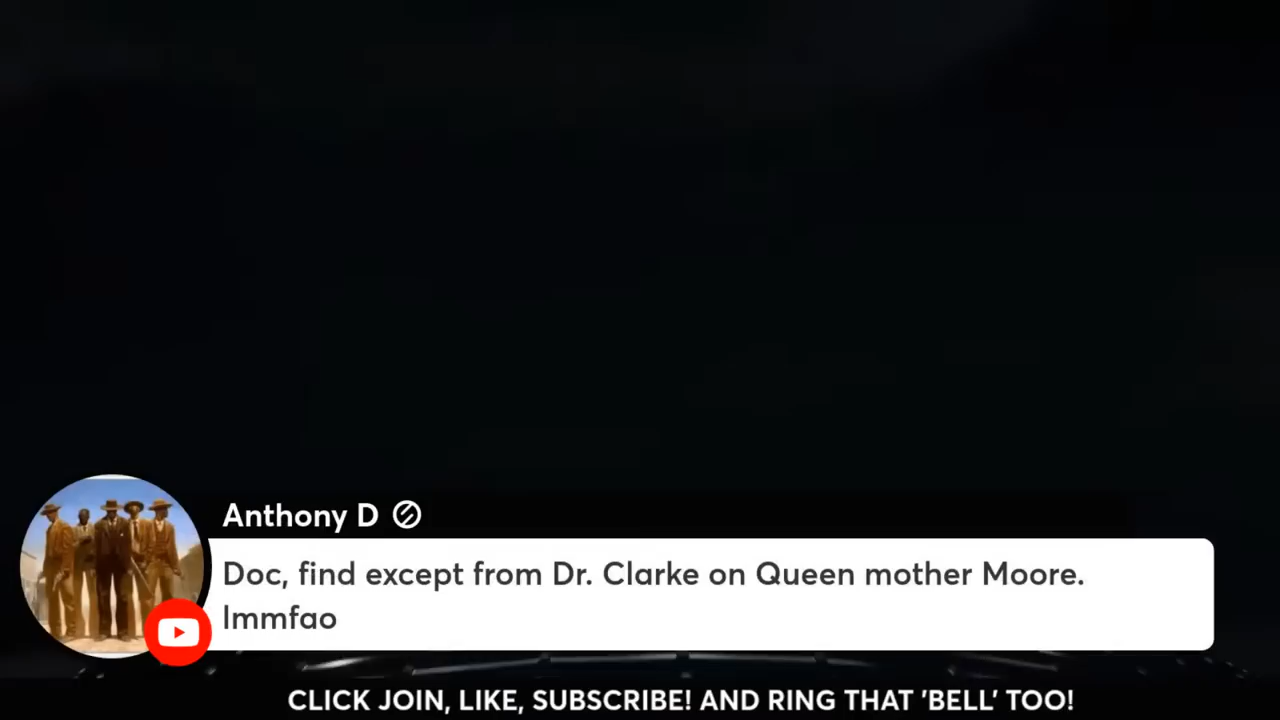 Anthony D
Doc, find except from Dr. Clarke on Queen mother Moore.
lmmfao
CLICK JOIN, LIKE, SUBSCRIBE! AND RING THAT 'BELL' TOO!